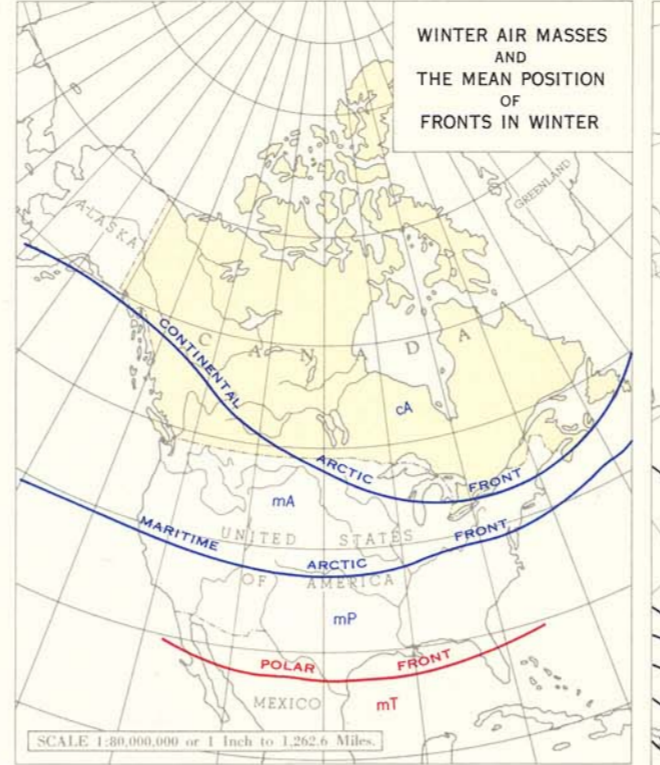 WINTER AIR MASSES
AND
THE MEAN POSITION
OF
FRONTS IN WINTER
GREENLAND
ALASKA
CANADA
CONTINENTAL ARCTIC FRONT
cA
mA
UNITED STATES
OF AMERICA
MARITIME ARCTIC FRONT
mP
POLAR FRONT
MEXICO
mT
SCALE 1:80,000,000 or 1 Inch to 1,262.6 Miles.